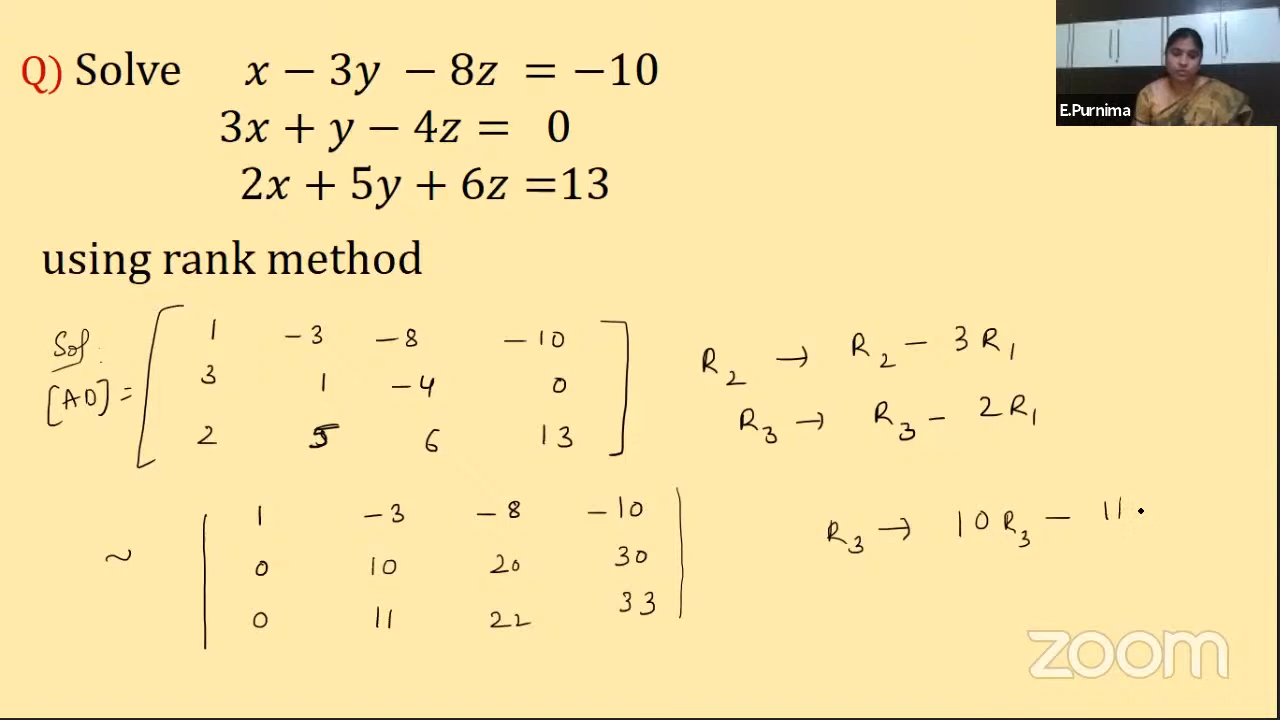 Q) Solve x − 3y − 8z = −10
3x + y − 4z = 0
2x + 5y + 6z =13
using rank method
E.Purnima
Sol:
[AD] =
1 −3 −8 −10
3 1 −4 0
2 5 6 13
R2 → R2 − 3R1
R3 → R3 − 2R1
~
1 −3 −8 −10
0 10 20 30
0 11 22 33
R3 → 10R3 − 11
zoom